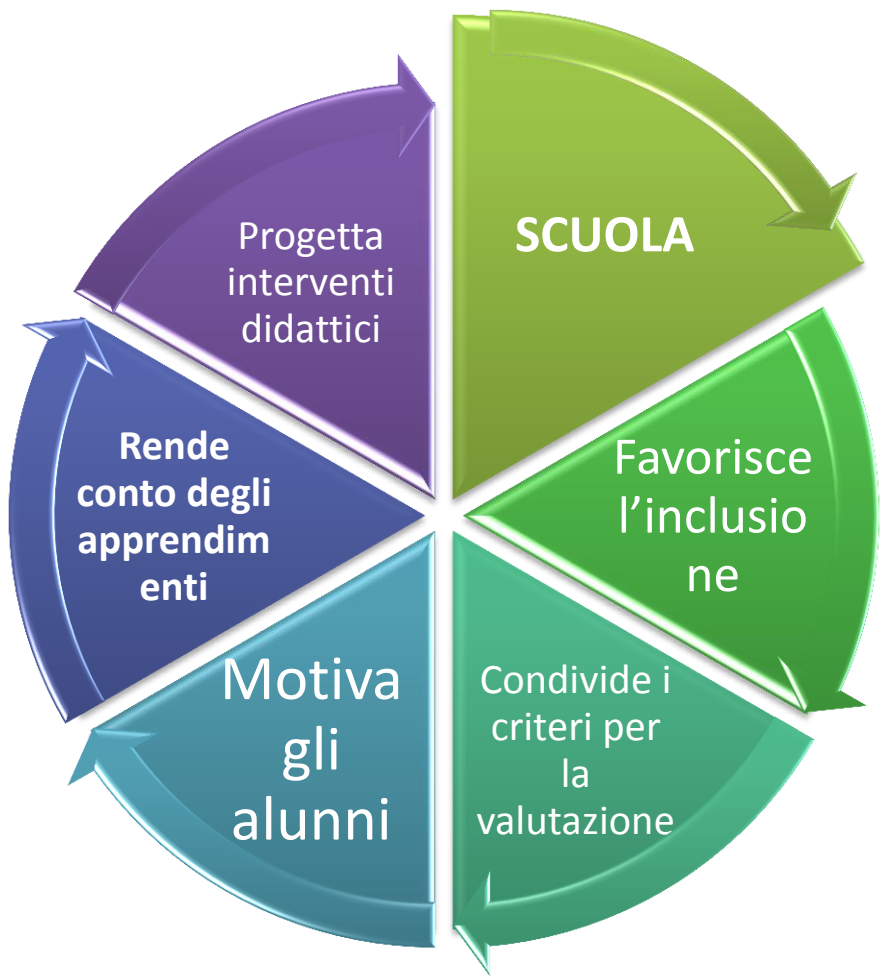 SCUOLA
Favorisce
l’inclusio
ne
Condivide i
criteri per
la
valutazione
Motiva
gli
alunni
Rende
conto degli
apprendim
enti
Progetta
interventi
didattici